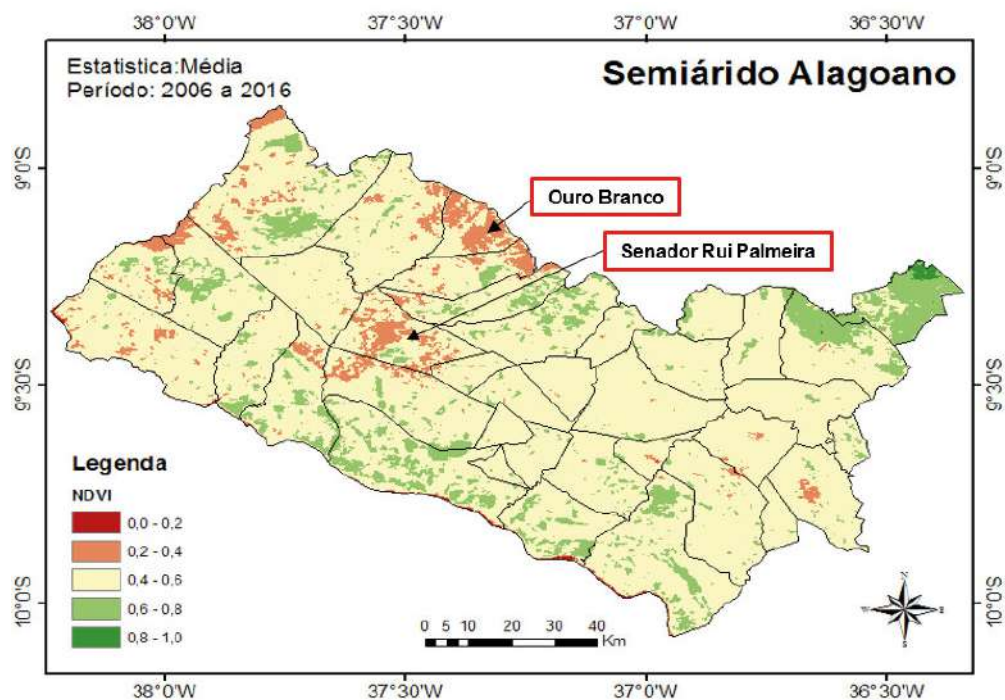 38°0'W 37°30'W 37°0'W 36°30'W
Estatistica:Média
Período: 2006 a 2016
Semiárido Alagoano
9°0'S 9°0'S
Ouro Branco
Senador Rui Palmeira
9°30'S 9°30'S
Legenda
NDVI
0,0 - 0,2
0,2 - 0,4
0,4 - 0,6
0,6 - 0,8
0,8 - 1,0
10°0'S 10°0'S
N
W E
S
0 5 10 20 30 40
Km
38°0'W 37°30'W 37°0'W 36°30'W